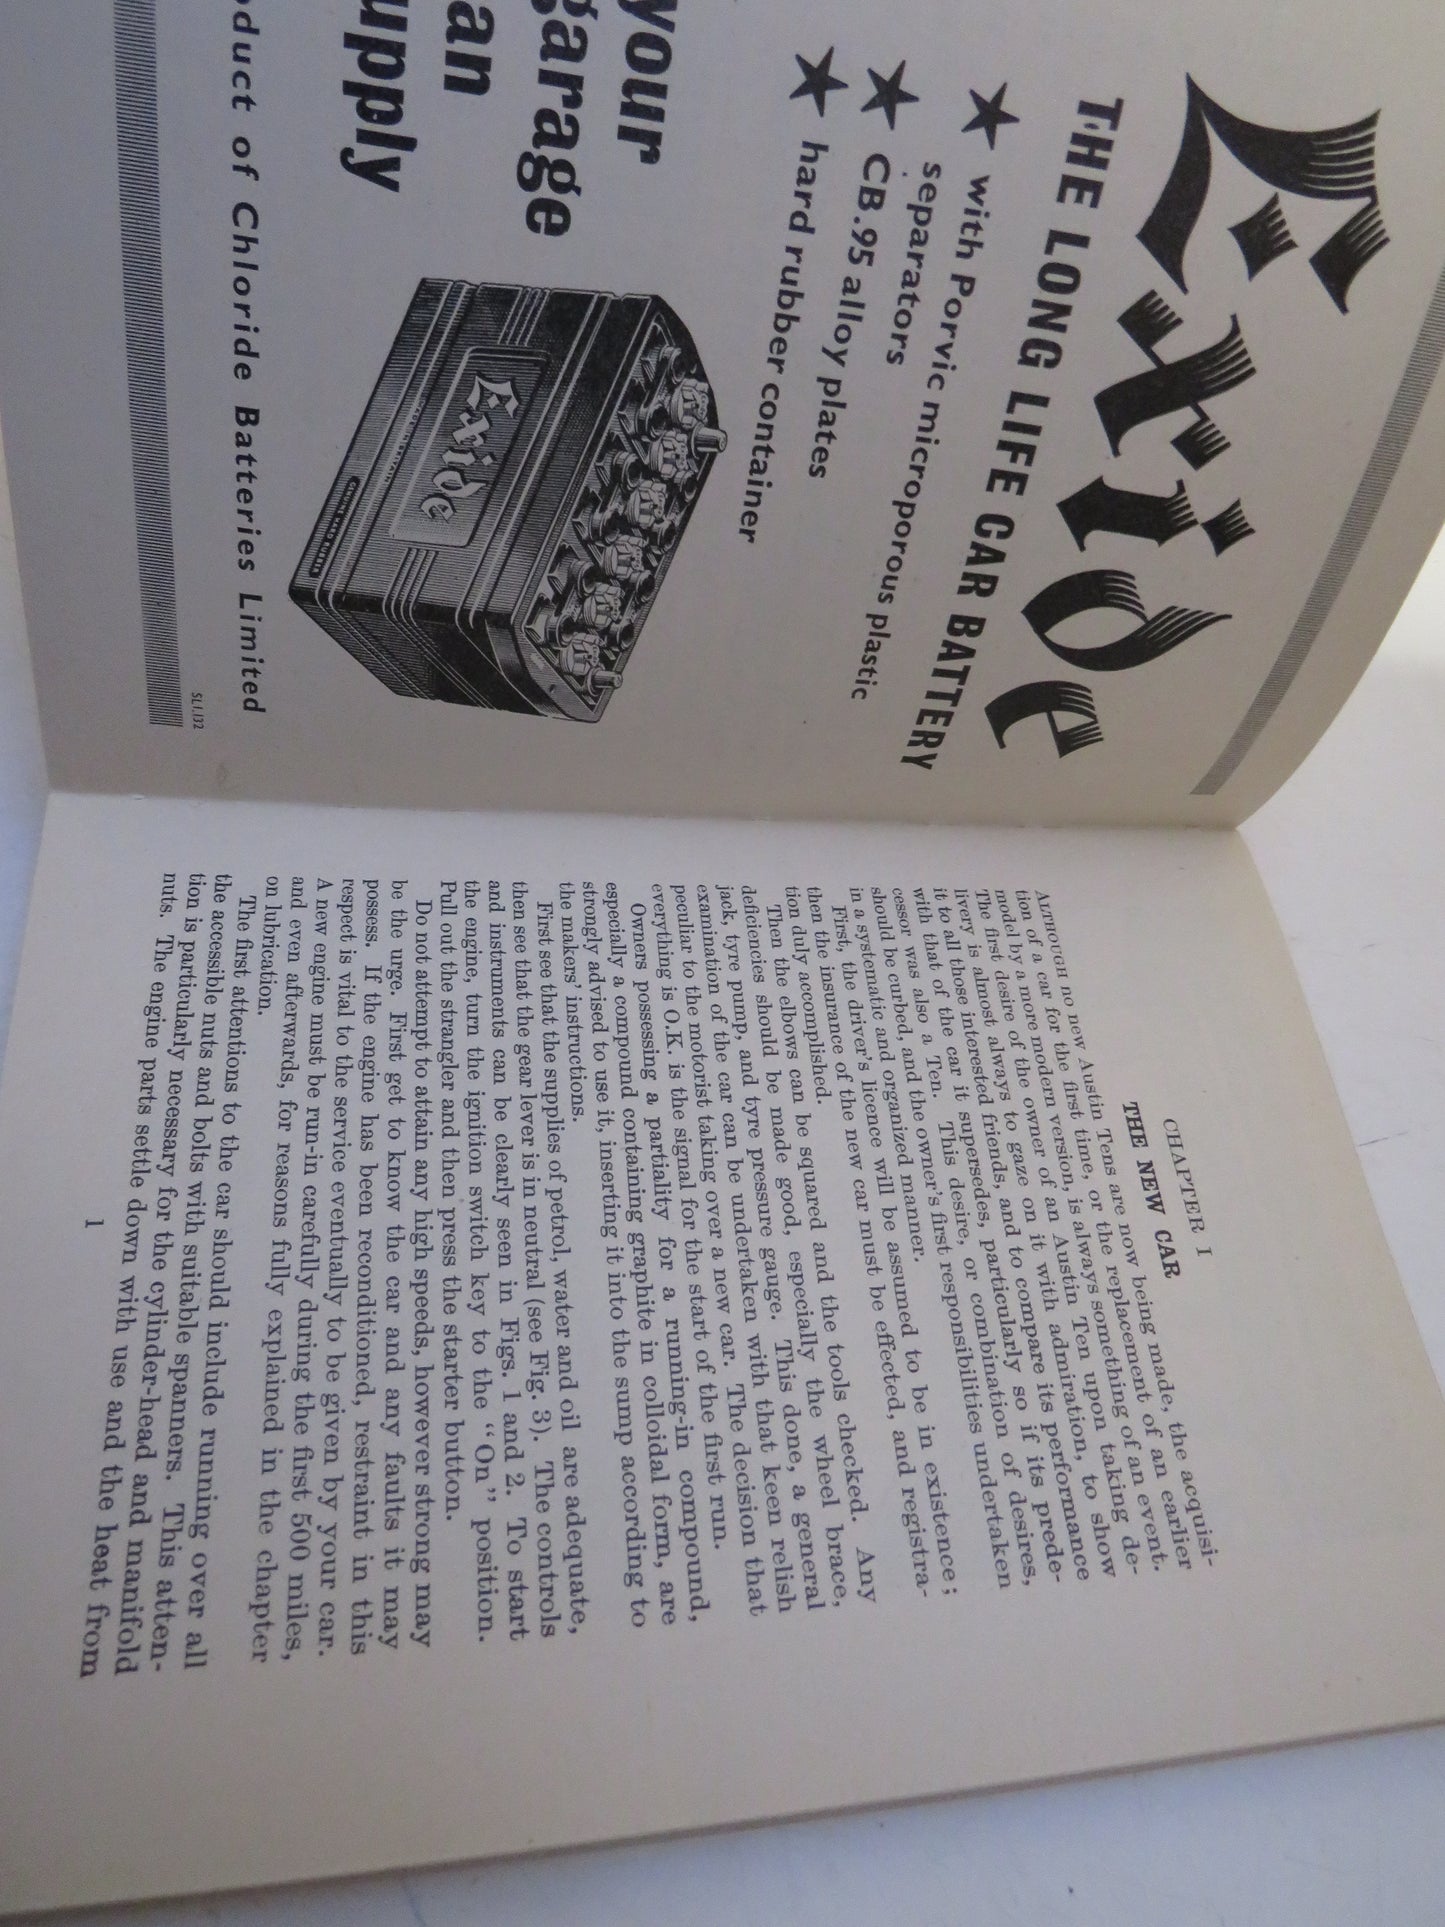 Exide
THE LONG LIFE CAR BATTERY
★ with Porvic microporous plastic
separators
★ CB.95 alloy plates
★ hard rubber container
your
garage
an
upply
Exide
oduct of Chloride Batteries Limited
SL1.132
CHAPTER I
THE NEW CAR
ALTHOUGH no new Austin Tens are now being made, the acquisi-
tion of a car for the first time, or the replacement of an earlier
model by a more modern version, is always something of an event.
The first desire of the owner of an Austin Ten upon taking de-
livery is almost always to gaze on it with admiration, to show
it to all those interested friends, and to compare its performance
with that of the car it supersedes, particularly so if its prede-
cessor was also a Ten. This desire, or combination of desires,
should be curbed, and the owner's first responsibilities undertaken
in a systematic and organized manner.
First, the driver's licence will be assumed to be in existence;
then the insurance of the new car must be effected, and registra-
tion duly accomplished.
Then the elbows can be squared and the tools checked. Any
deficiencies should be made good, especially the wheel brace,
jack, tyre pump, and tyre pressure gauge. This done, a general
examination of the car can be undertaken with that keen relish
peculiar to the motorist taking over a new car. The decision that
everything is O.K. is the signal for the start of the first run.
Owners possessing a partiality for a running-in compound,
especially a compound containing graphite in colloidal form, are
strongly advised to use it, inserting it into the sump according to
the makers' instructions.
First see that the supplies of petrol, water and oil are adequate,
then see that the gear lever is in neutral (see Fig. 3). The controls
and instruments can be clearly seen in Figs. 1 and 2. To start
the engine, turn the ignition switch key to the "On" position.
Pull out the strangler and then press the starter button.
Do not attempt to attain any high speeds, however strong may
be the urge. First get to know the car and any faults it may
possess. If the engine has been reconditioned, restraint in this
respect is vital to the service eventually to be given by your car.
A new engine must be run-in carefully during the first 500 miles,
and even afterwards, for reasons fully explained in the chapter
on lubrication.
The first attentions to the car should include running over all
the accessible nuts and bolts with suitable spanners. This atten-
tion is particularly necessary for the cylinder-head and manifold
nuts. The engine parts settle down with use and the heat from
1